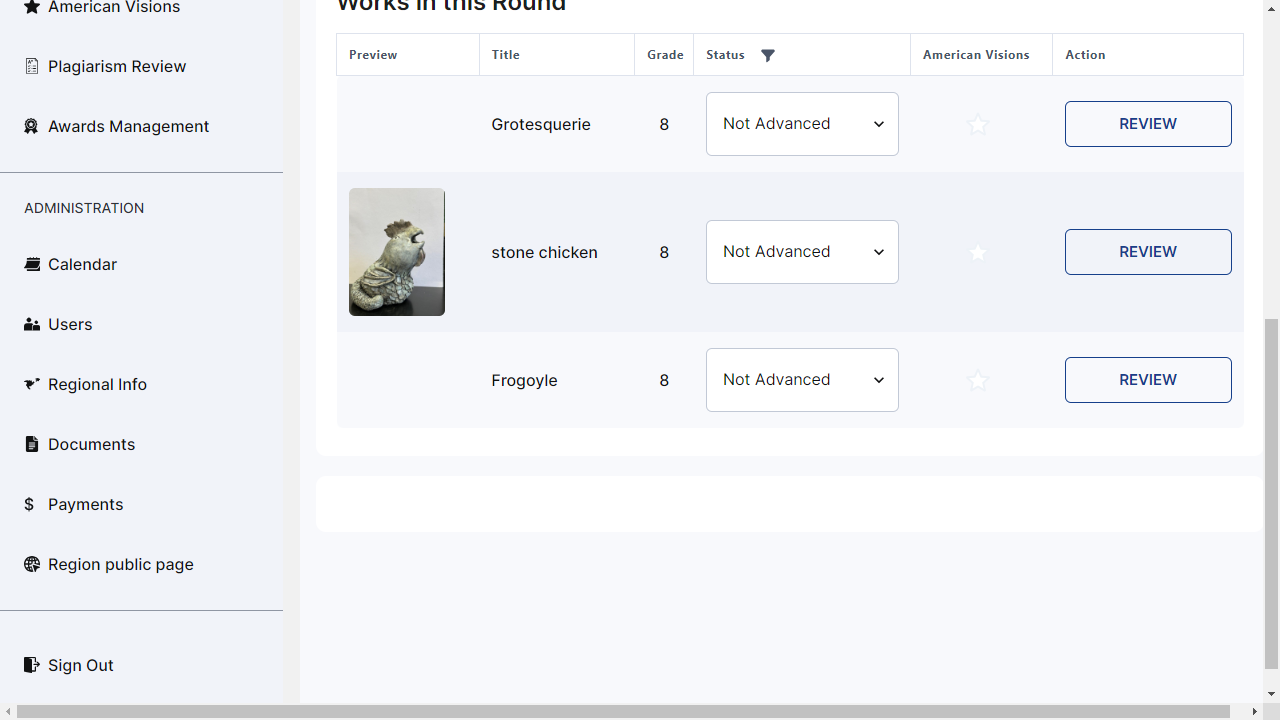 American Visions
Plagiarism Review
Awards Management
ADMINISTRATION
Calendar
Users
Regional Info
Documents
$ Payments
Region public page
Sign Out
Works in this Round
Preview Title Grade Status American Visions Action
Grotesquerie 8 Not Advanced REVIEW
stone chicken 8 Not Advanced REVIEW
Frogoyle 8 Not Advanced REVIEW